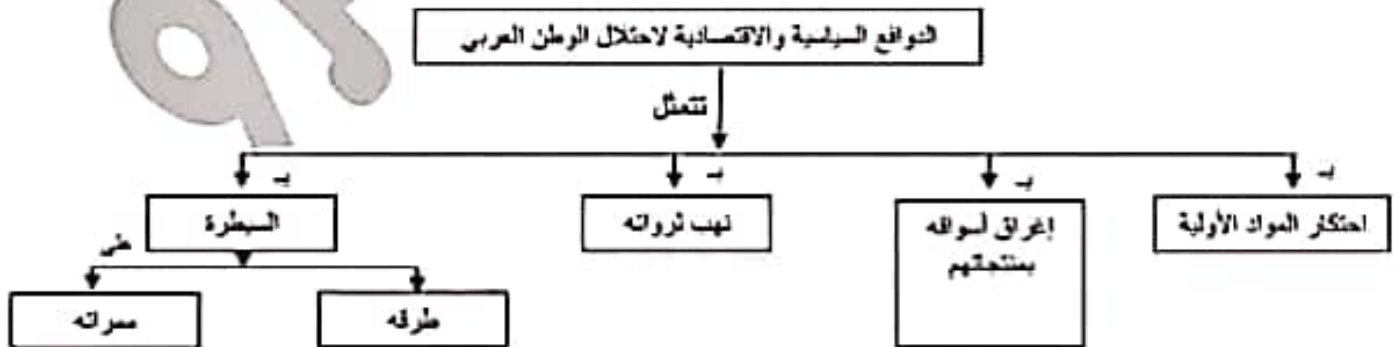 الدوافع السياسية والاقتصادية لاحتلال الوطن العربي
تتمثل
بـ
بـ
بـ
بـ
احتكار المواد الأولية
إغراق أسواقه
بمنتجاتهم
نهب ثرواته
السيطرة
على
طرقه
ممراته